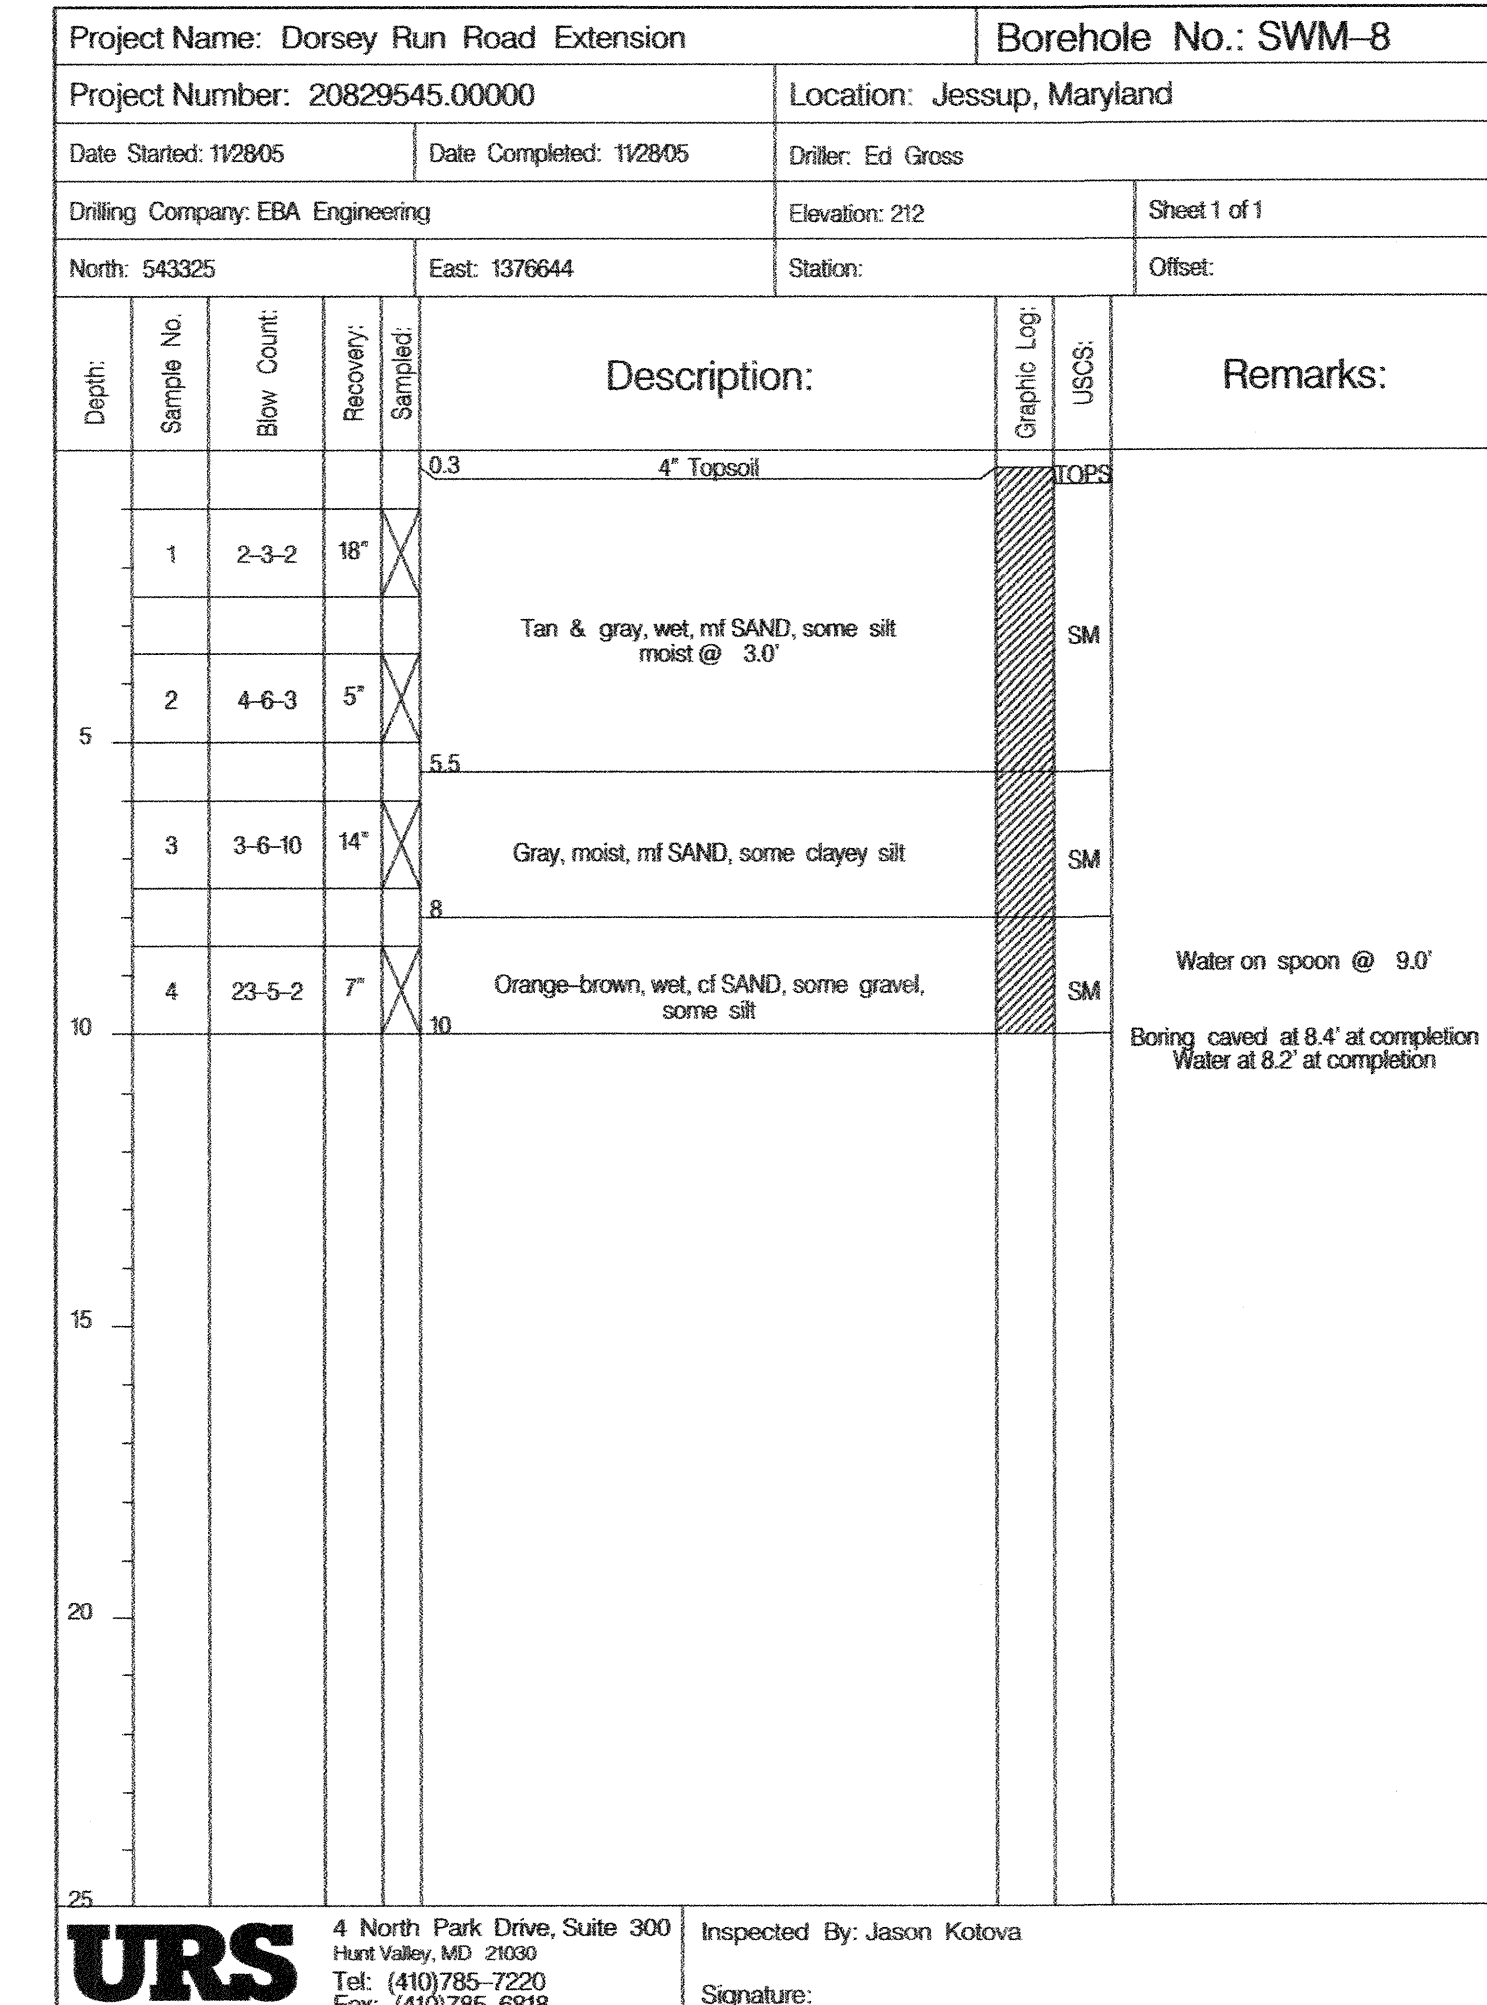 Project Name: Dorsey Run Road Extension
Borehole No.: SWM-8
Project Number: 20829545.00000
Location: Jessup, Maryland
Date Started: 11/28/05
Date Completed: 11/28/05
Driller: Ed Gross
Drilling Company: EBA Engineering
Elevation: 212
Sheet 1 of 1
North: 543325
East: 1376644
Station:
Offset:
Depth:
Sample No.
Blow Count:
Recovery:
Sampled:
Description:
Graphic Log:
USCS:
Remarks:
0.3
4" Topsoil
TOPS
1
2-3-2
18"
Tan & gray, wet, mf SAND, some silt
moist @ 3.0'
SM
2
4-6-3
5"
5
5.5
3
3-6-10
14"
Gray, moist, mf SAND, some clayey silt
SM
8
Water on spoon @ 9.0'
4
23-5-2
7"
Orange-brown, wet, cf SAND, some gravel,
some silt
SM
10
10
Boring caved at 8.4' at completion
Water at 8.2' at completion
15
20
25
URS
4 North Park Drive, Suite 300
Hunt Valley, MD 21030
Tel: (410)785-7220
Fax: (410)785-6818
Inspected By: Jason Kotova
Signature: